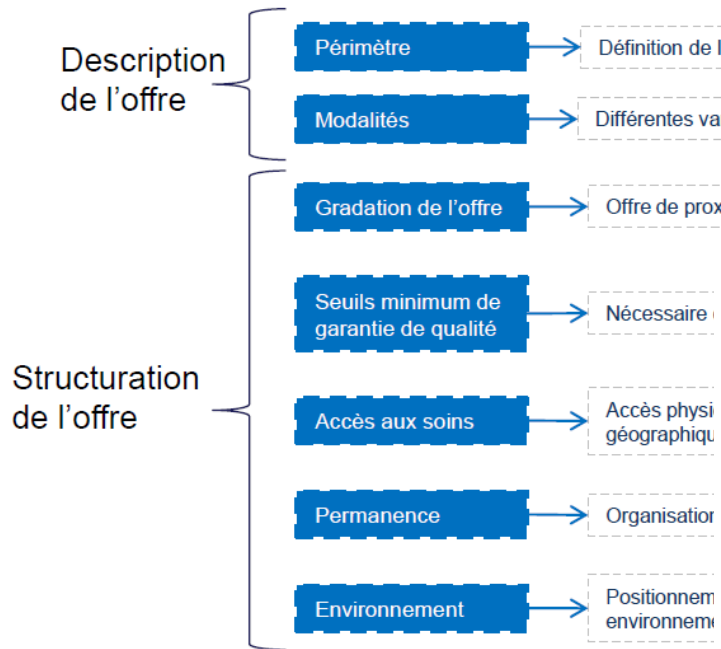 Description
de l'offre
Périmètre
Définition de l
Modalités
Différentes va
Structuration
de l'offre
Gradation de l'offre
Offre de prox
Seuils minimum de
garantie de qualité
Nécessaire
Accès aux soins
Accès physi
géographiqu
Permanence
Organisation
Environnement
Positionnem
environneme